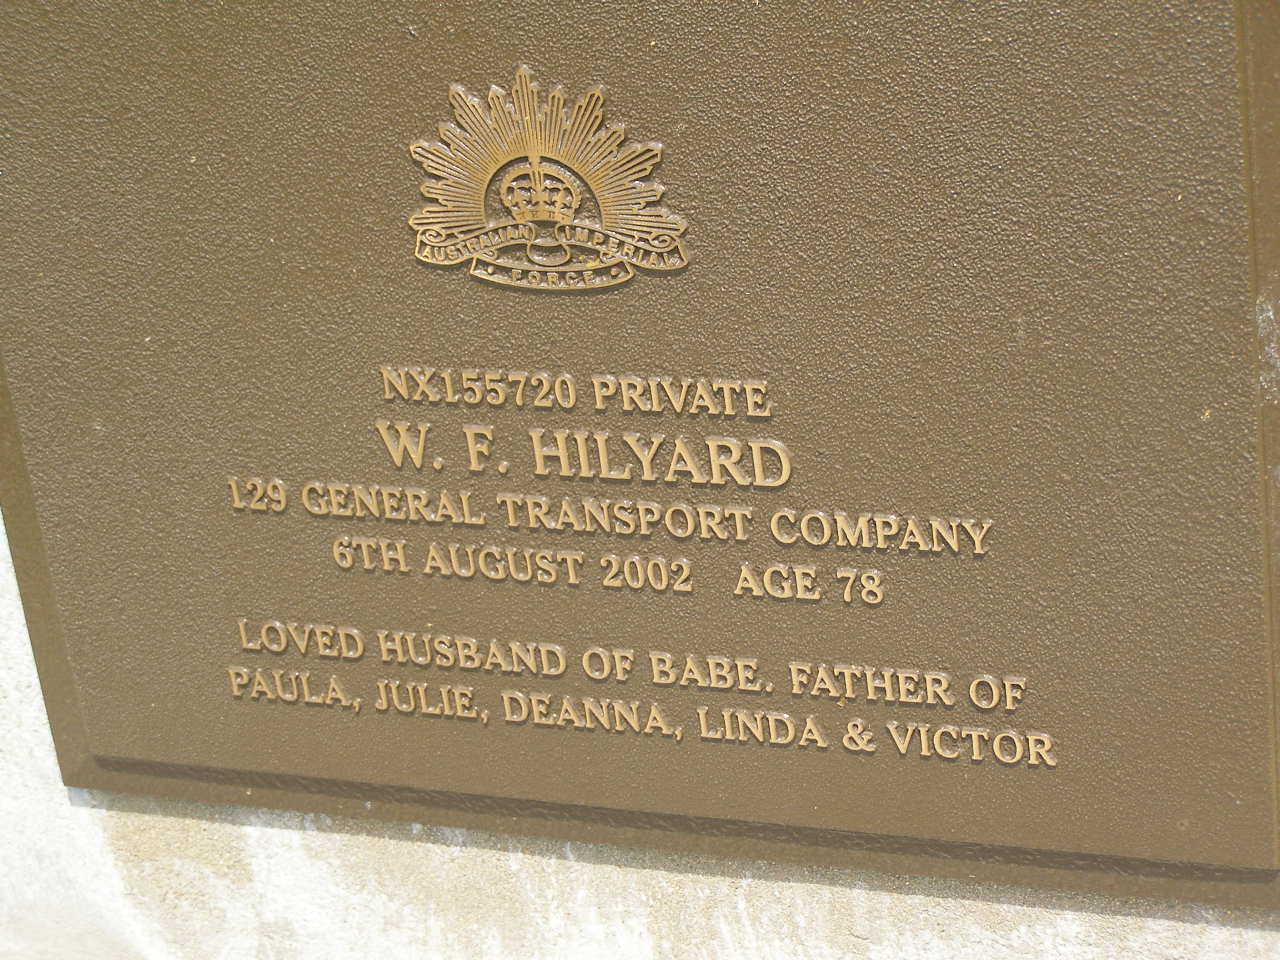 AUSTRALIAN IMPERIAL
FORCE
NX155720 PRIVATE
W. F. HILYARD
129 GENERAL TRANSPORT COMPANY
6TH AUGUST 2002 AGE 78
LOVED HUSBAND OF BABE. FATHER OF
PAULA, JULIE, DEANNA, LINDA & VICTOR